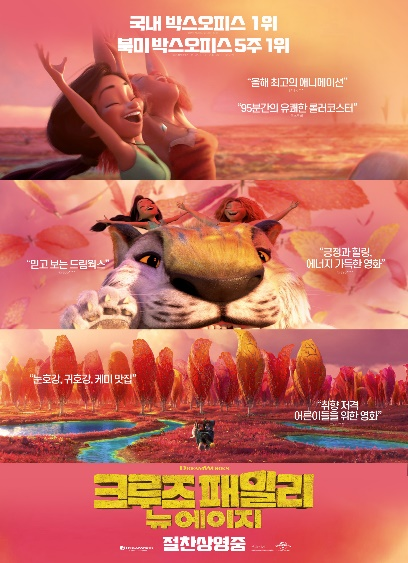 국내 박스오피스 1위
북미 박스오피스 5주 1위
“올해 최고의 애니메이션”
“95분간의 유쾌한 롤러코스터”
“믿고 보는 드림웍스”
“긍정과 힐링,
에너지 가득한 영화”
“눈호강, 귀호강, 케미 맛집”
“취향 저격
어른이들을 위한 영화”
DREAMWORKS
크루즈 패밀리
뉴 에이지
절찬상영중